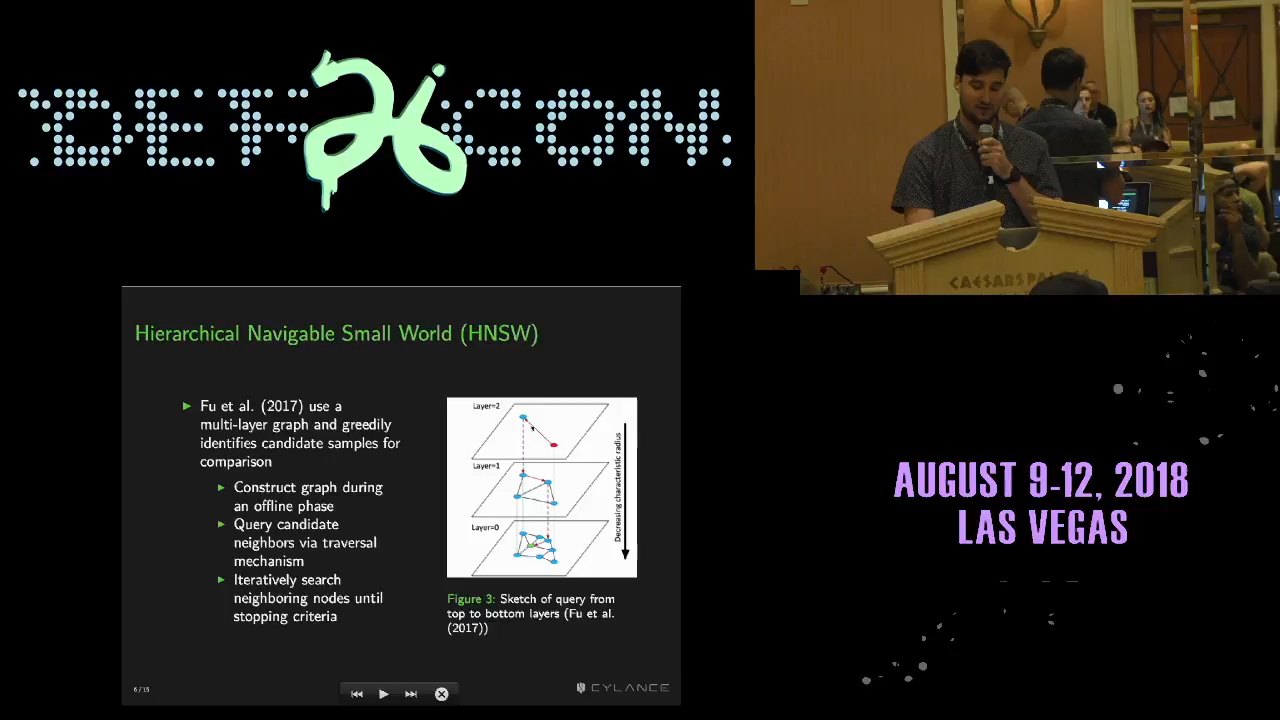 DEF CON
26
CAESARS PALACE
Hierarchical Navigable Small World (HNSW)
Fu et al. (2017) use a
multi-layer graph and greedily
identifies candidate samples for
comparison
Construct graph during
an offline phase
Query candidate
neighbors via traversal
mechanism
Iteratively search
neighboring nodes until
stopping criteria
Layer=2
Layer=1
Layer=0
Decreasing characteristic radius
Figure 3: Sketch of query from
top to bottom layers (Fu et al.
(2017))
6 / 15
CYLANCE
AUGUST 9-12, 2018
LAS VEGAS